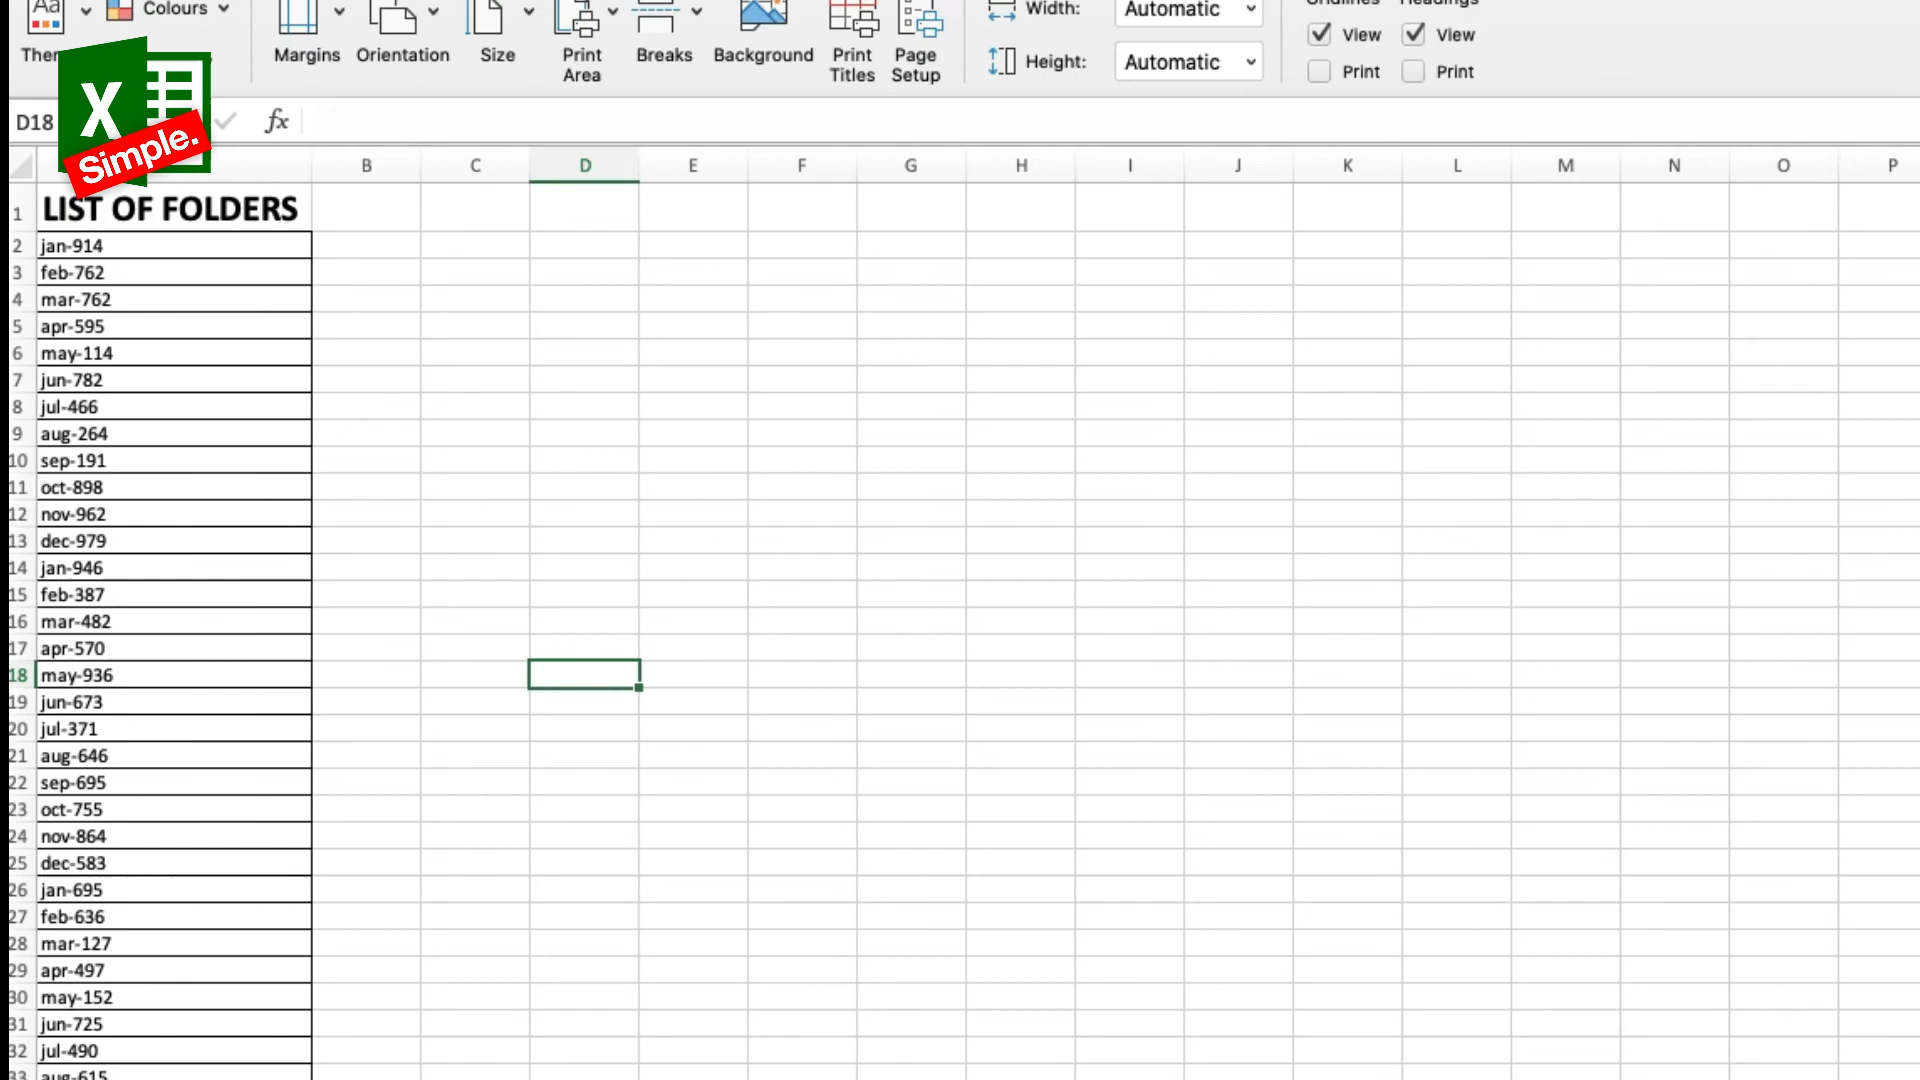 Aa
Colours
Width: Automatic
Margins
Orientation
Size
Print Area
Breaks
Background
Print Titles
Page Setup
Height: Automatic
View View
Print Print
X
Simple.
D18
fx
B C D E F G H I J K L M N O P
1 LIST OF FOLDERS
2 jan-914
3 feb-762
4 mar-762
5 apr-595
6 may-114
7 jun-782
8 jul-466
9 aug-264
10 sep-191
11 oct-898
12 nov-962
13 dec-979
14 jan-946
15 feb-387
16 mar-482
17 apr-570
18 may-936
19 jun-673
20 jul-371
21 aug-646
22 sep-695
23 oct-755
24 nov-864
25 dec-583
26 jan-695
27 feb-636
28 mar-127
29 apr-497
30 may-152
31 jun-725
32 jul-490
33 aug-615